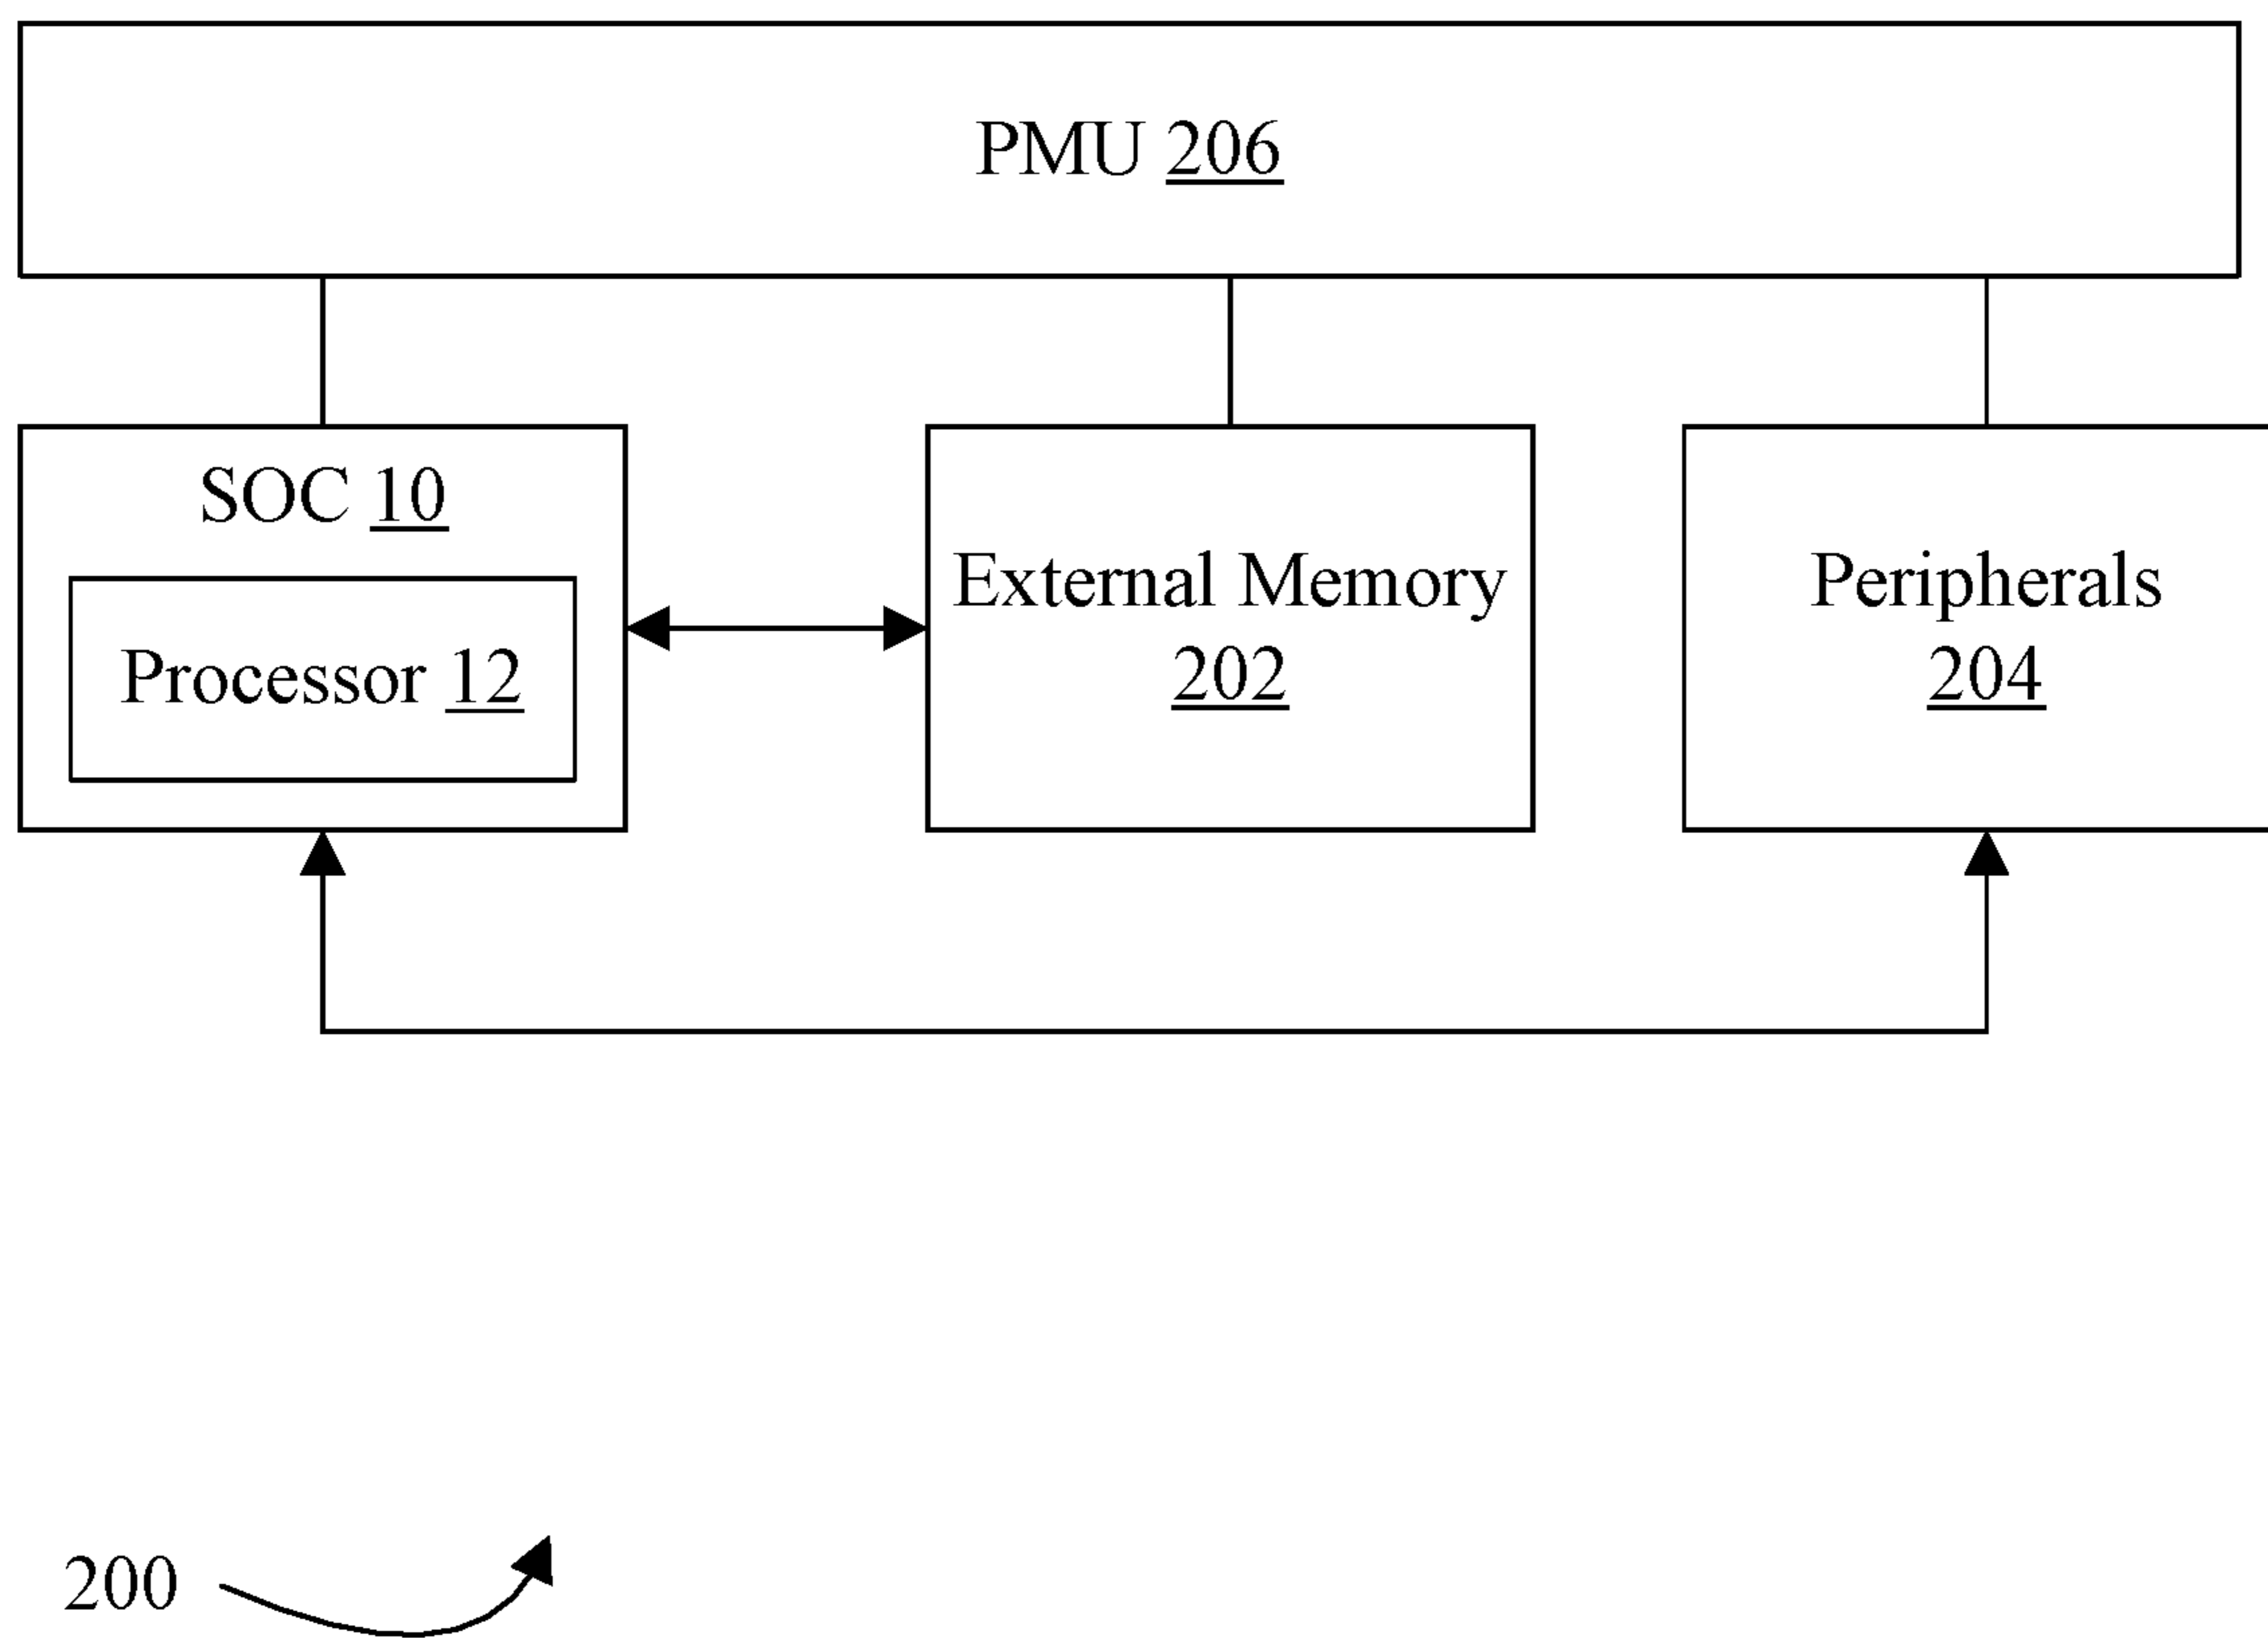 PMU 206
SOC 10
Processor 12
External Memory
202
Peripherals
204
200